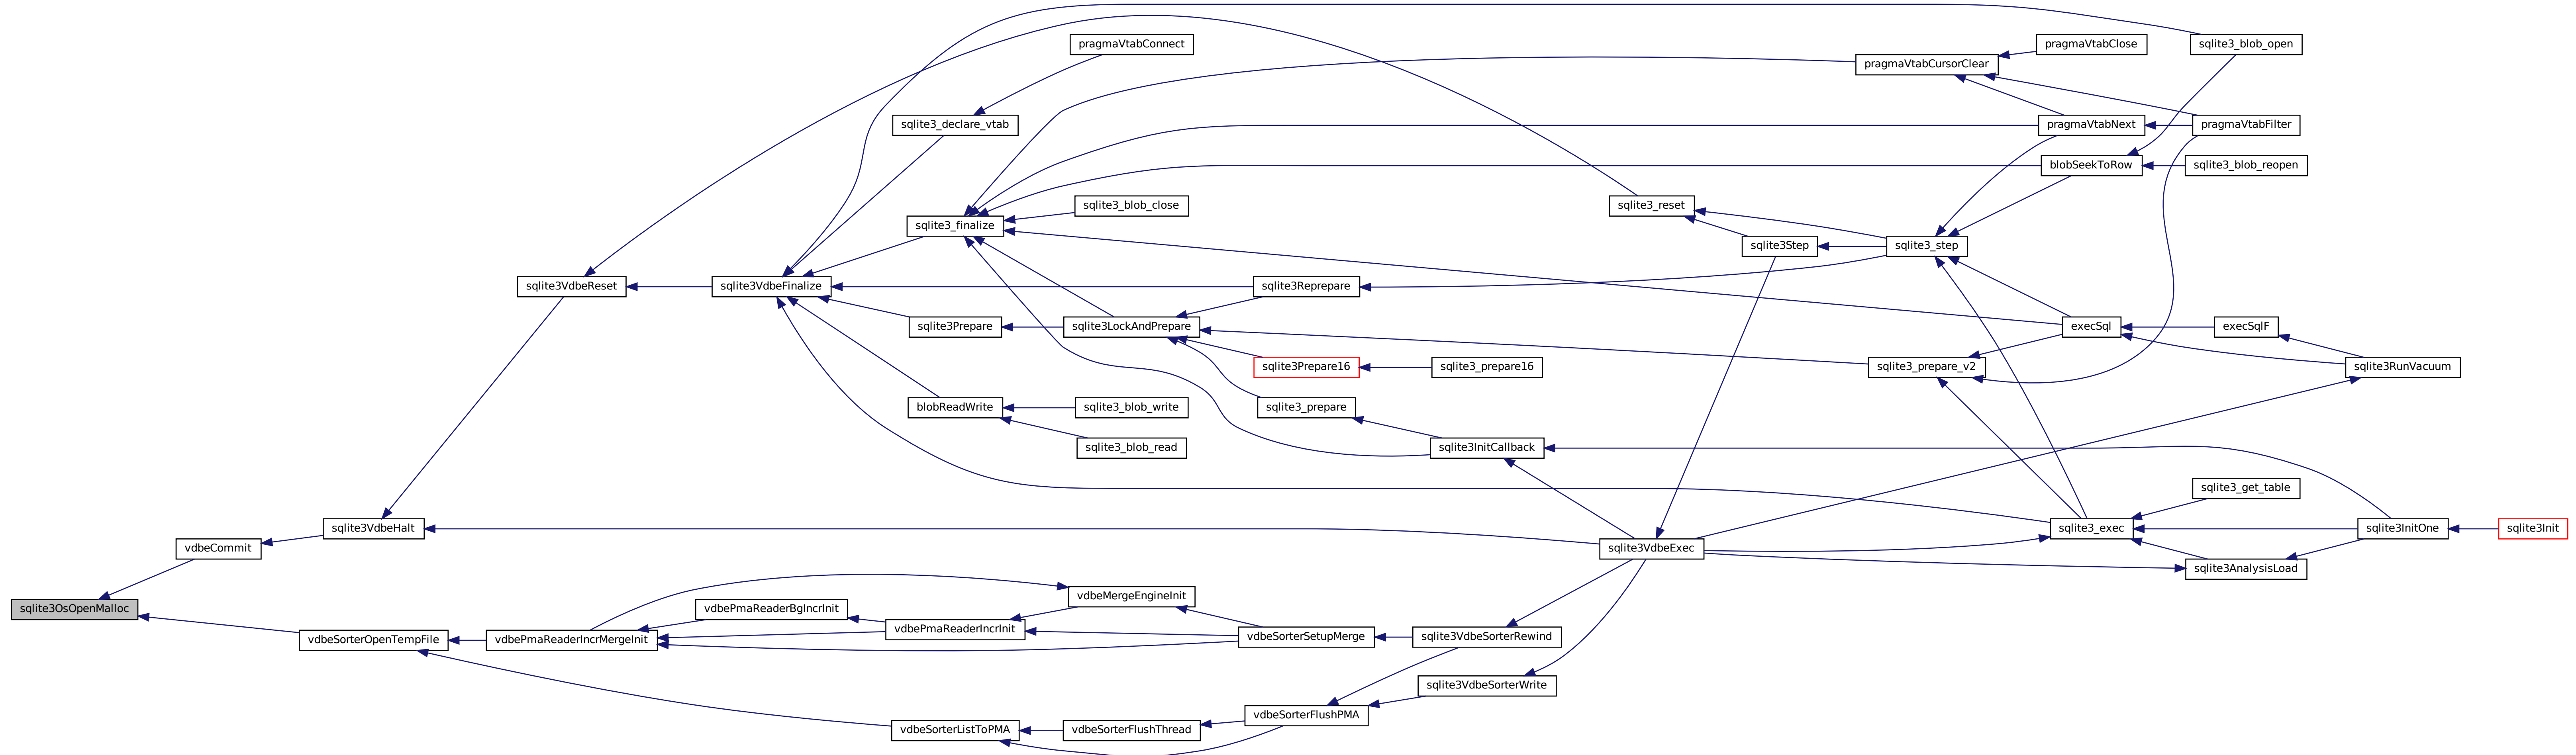 pragmaVtabConnect
pragmaVtabClose
sqlite3_blob_open
pragmaVtabCursorClear
sqlite3_declare_vtab
pragmaVtabNext
pragmaVtabFilter
blobSeekToRow
sqlite3_blob_reopen
sqlite3_blob_close
sqlite3_reset
sqlite3_finalize
sqlite3Step
sqlite3_step
sqlite3VdbeReset
sqlite3VdbeFinalize
sqlite3Reprepare
sqlite3Prepare
sqlite3LockAndPrepare
execSql
execSqlF
sqlite3Prepare16
sqlite3_prepare16
sqlite3_prepare_v2
sqlite3RunVacuum
blobReadWrite
sqlite3_blob_write
sqlite3_prepare
sqlite3_blob_read
sqlite3InitCallback
sqlite3_get_table
sqlite3VdbeHalt
sqlite3_exec
sqlite3InitOne
sqlite3Init
vdbeCommit
sqlite3VdbeExec
sqlite3AnalysisLoad
vdbeMergeEngineInit
sqlite3OsOpenMalloc
vdbePmaReaderBgIncrInit
vdbePmaReaderIncrInit
vdbeSorterOpenTempFile
vdbePmaReaderIncrMergeInit
vdbeSorterSetupMerge
sqlite3VdbeSorterRewind
sqlite3VdbeSorterWrite
vdbeSorterFlushPMA
vdbeSorterListToPMA
vdbeSorterFlushThread